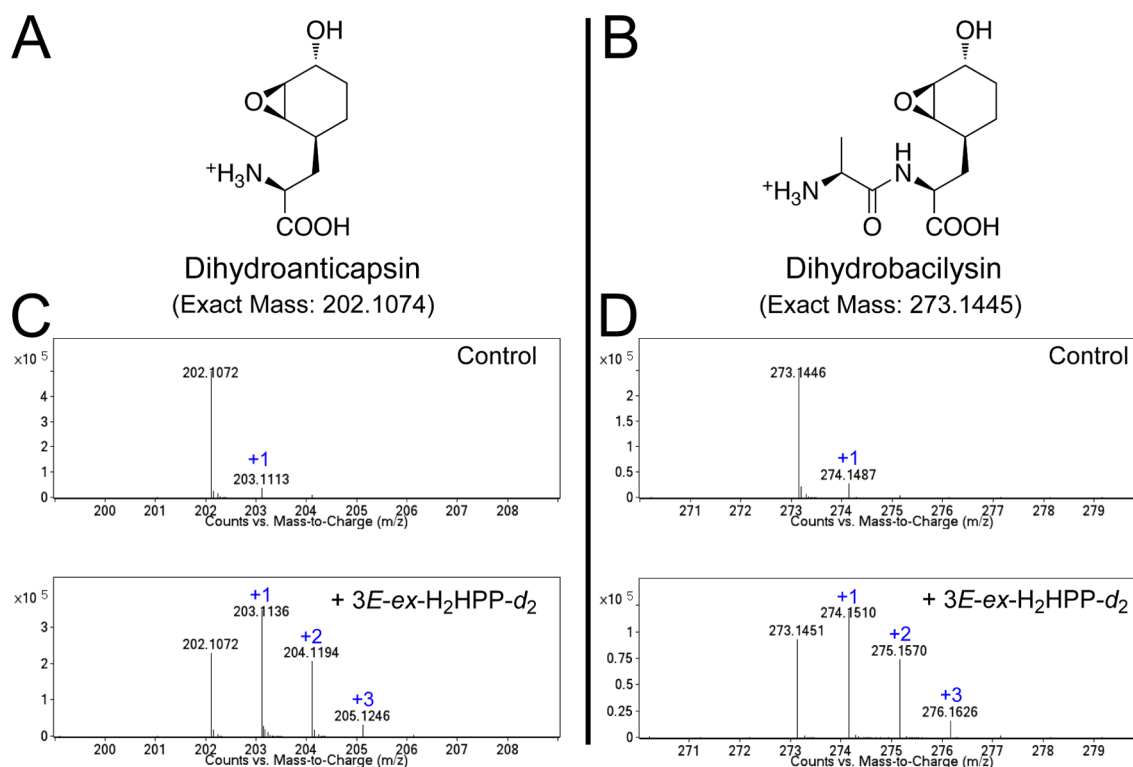 A
OH
O
+H3N
COOH
Dihydroanticapsin
(Exact Mass: 202.1074)
B
OH
O
H
N
+H3N
O
COOH
Dihydrobacilysin
(Exact Mass: 273.1445)
C
x10 5
Control
202.1072
4
3
+1
2
203.1113
1
0
200 201 202 203 204 205 206 207 208
Counts vs. Mass-to-Charge (m/z)
x10 5
+ 3E-ex-H2HPP-d2
+1
203.1136
3
202.1072
+2
204.1194
2
+3
205.1246
1
0
200 201 202 203 204 205 206 207 208
Counts vs. Mass-to-Charge (m/z)
D
x10 5
Control
273.1446
2
1.5
+1
1
274.1487
0.5
0
271 272 273 274 275 276 277 278 279
Counts vs. Mass-to-Charge (m/z)
x10 5
+ 3E-ex-H2HPP-d2
+1
274.1510
273.1451
1
+2
275.1570
0.75
0.5
+3
276.1626
0.25
0
271 272 273 274 275 276 277 278 279
Counts vs. Mass-to-Charge (m/z)